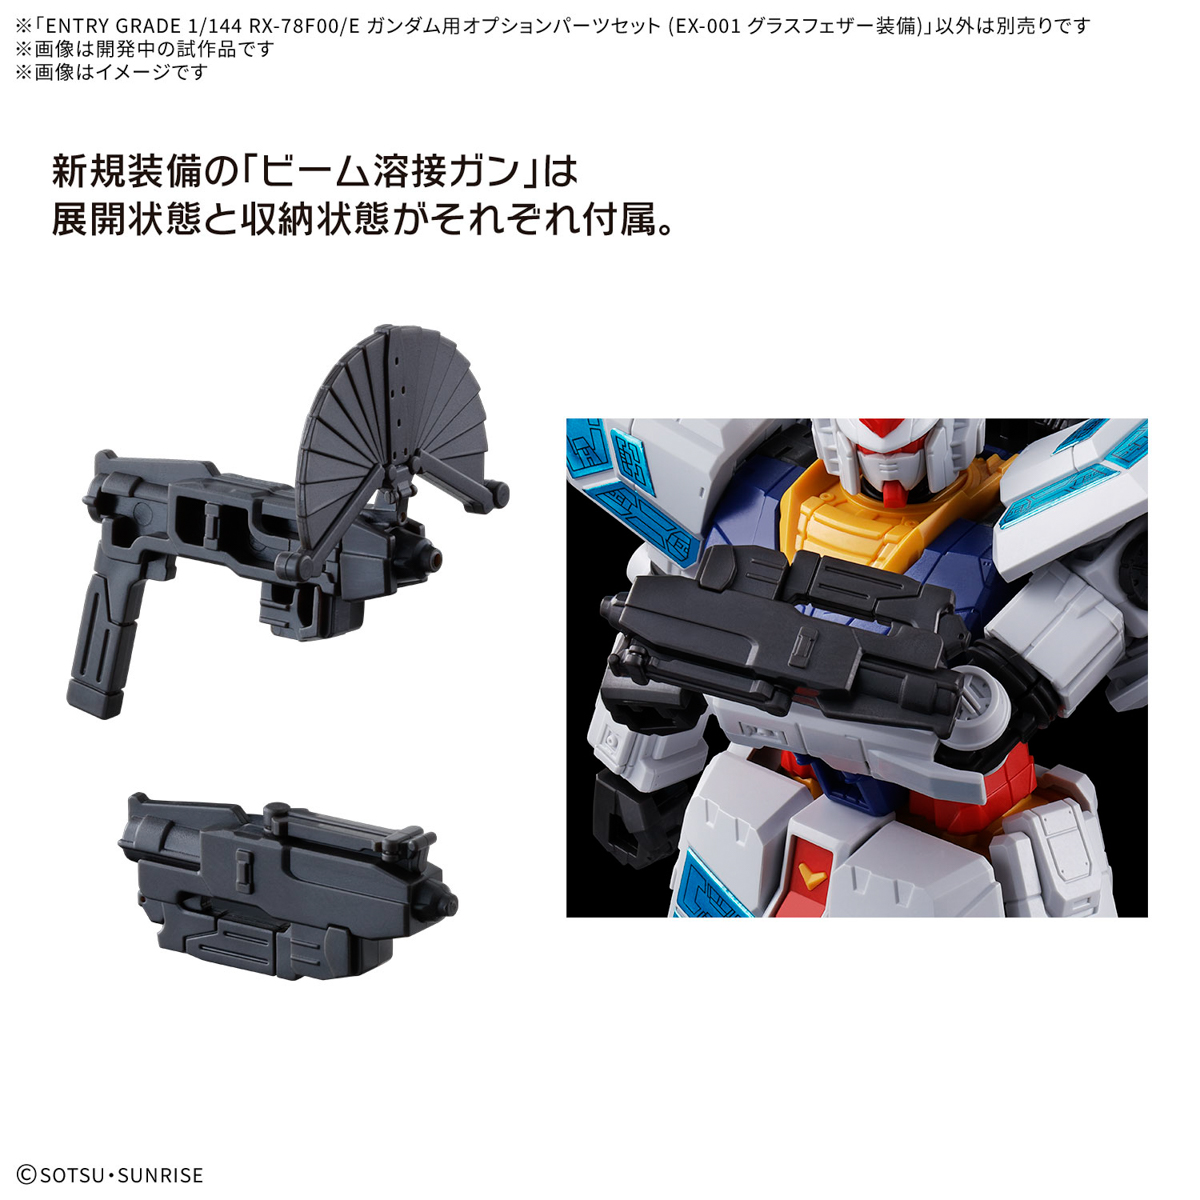 ※「ENTRY GRADE 1/144 RX-78F00/E ガンダム用オプションパーツセット (EX-001 グラスフェザー装備)」以外は別売りです
※画像は開発中の試作品です
※画像はイメージです
新規装備の「ビーム溶接ガン」は
展開状態と収納状態がそれぞれ付属。
©SOTSU・SUNRISE